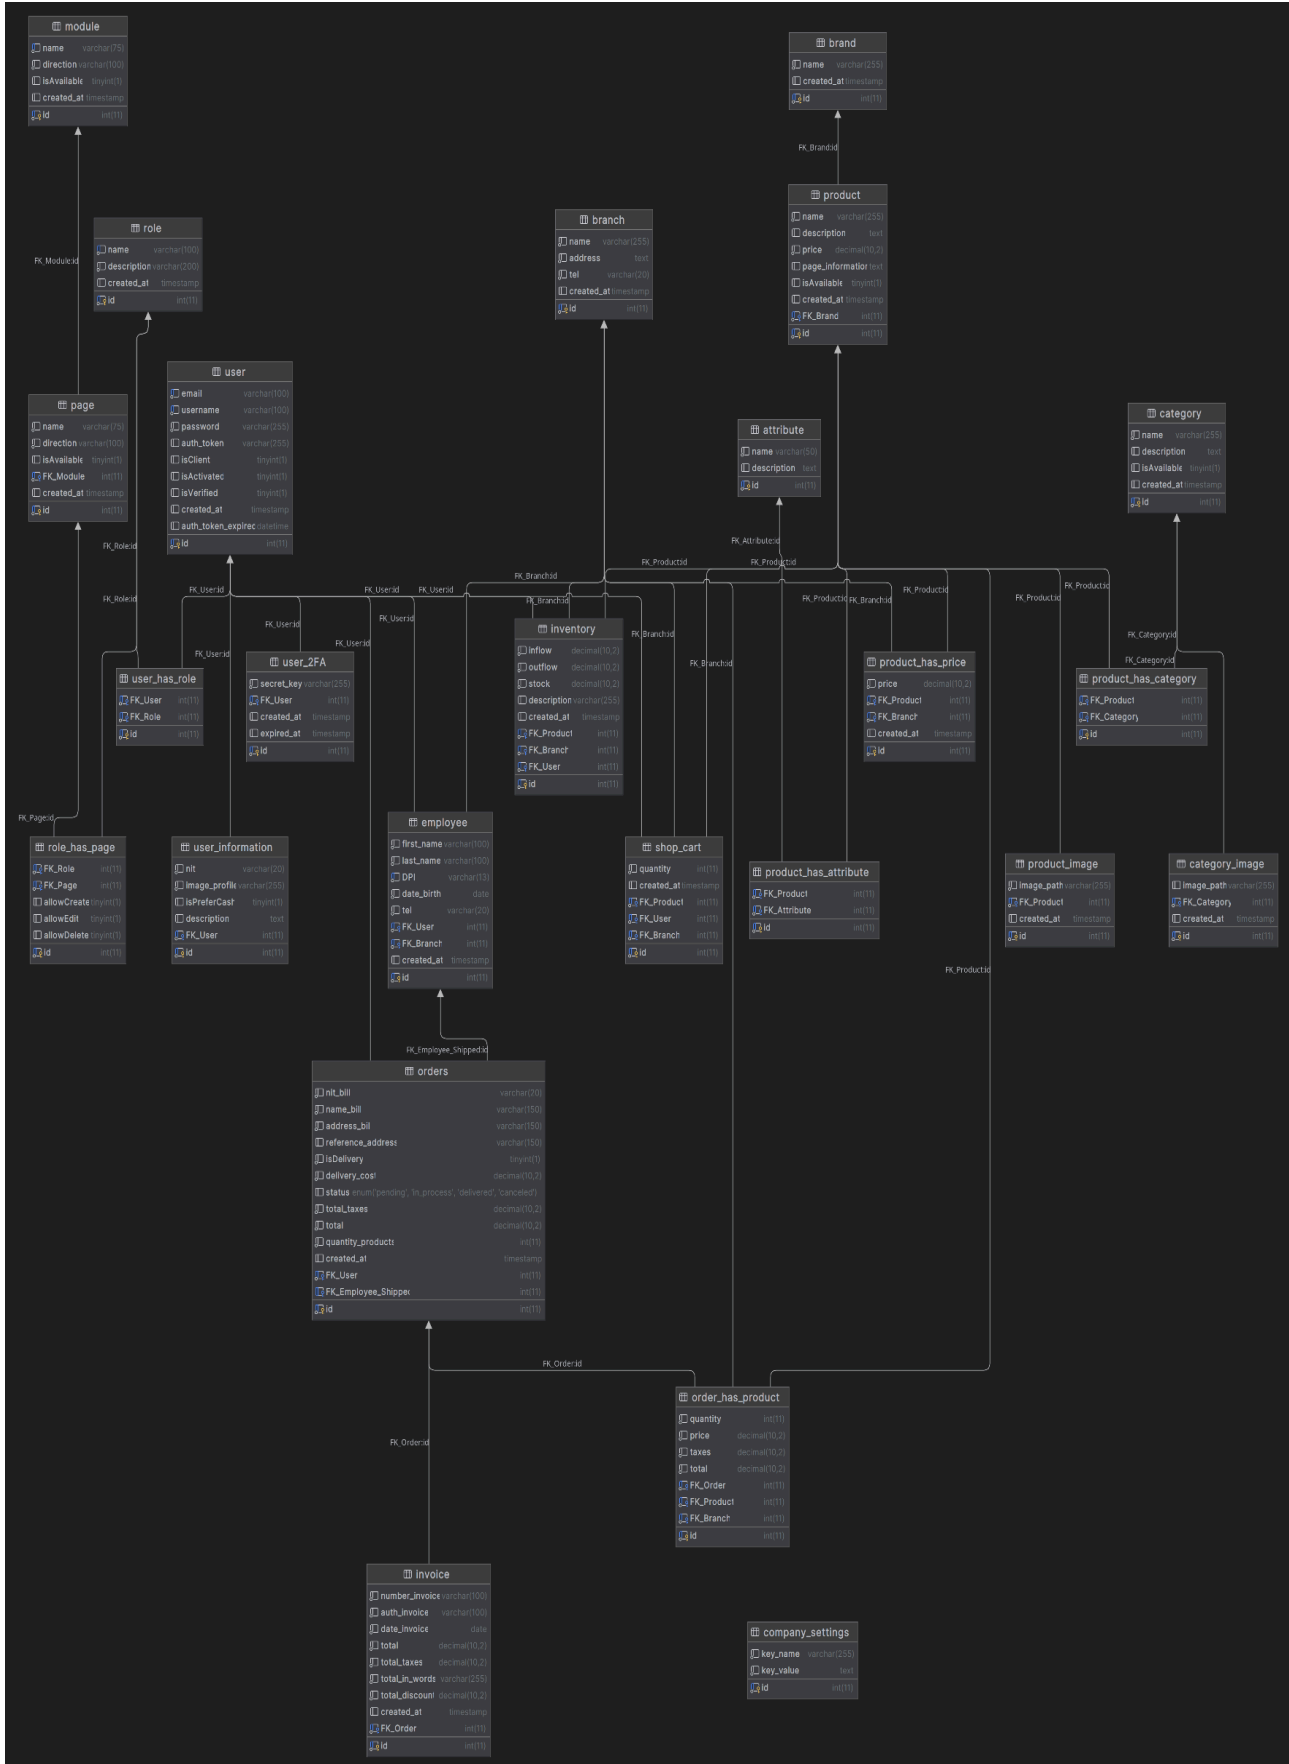 module
name varchar(75)
direction varchar(100)
isAvailable tinyint(1)
created_at timestamp
id int(11)
brand
name varchar(255)
created_at timestamp
id int(11)
FK_Brand:id
product
name varchar(255)
description text
price decimal(10,2)
page_information text
isAvailable tinyint(1)
created_at timestamp
FK_Brand int(11)
id int(11)
branch
name varchar(255)
address text
tel varchar(20)
created_at timestamp
id int(11)
role
name varchar(100)
description varchar(200)
created_at timestamp
id int(11)
FK_Module:id
user
email varchar(100)
username varchar(100)
password varchar(255)
auth_token varchar(255)
isClient tinyint(1)
isActivated tinyint(1)
isVerified tinyint(1)
created_at timestamp
auth_token_expired datetime
id int(11)
page
name varchar(75)
direction varchar(100)
isAvailable tinyint(1)
FK_Module int(11)
created_at timestamp
id int(11)
attribute
name varchar(50)
description text
id int(11)
category
name varchar(255)
description text
isAvailable tinyint(1)
created_at timestamp
id int(11)
FK_Role:id
FK_Attribute:id
FK_Product:id
FK_Product:id
FK_Branch:id
FK_User:id
FK_User:id
FK_User:id
FK_Product:id
FK_Role:id
FK_Branch:id
FK_Product:id
FK_Branch:id
FK_Product:id
FK_User:id
FK_User:id
FK_User:id
FK_Branch:id
FK_Category:id
FK_User:id
FK_Branch:id
FK_Category:id
inventory
inflow decimal(10,2)
outflow decimal(10,2)
stock decimal(10,2)
description varchar(255)
created_at timestamp
FK_Product int(11)
FK_Branch int(11)
FK_User int(11)
id int(11)
user_has_role
FK_User int(11)
FK_Role int(11)
id int(11)
user_2FA
secret_key varchar(255)
FK_User int(11)
created_at timestamp
expired_at timestamp
id int(11)
product_has_price
price decimal(10,2)
FK_Product int(11)
FK_Branch int(11)
created_at timestamp
id int(11)
product_has_category
FK_Product int(11)
FK_Category int(11)
id int(11)
FK_Page:id
role_has_page
FK_Role int(11)
FK_Page int(11)
allowCreate tinyint(1)
allowEdit tinyint(1)
allowDelete tinyint(1)
id int(11)
user_information
nit varchar(20)
image_profile varchar(255)
isPreferCash tinyint(1)
description text
FK_User int(11)
id int(11)
employee
first_name varchar(100)
last_name varchar(100)
DPI varchar(13)
date_birth date
tel varchar(20)
FK_User int(11)
FK_Branch int(11)
created_at timestamp
id int(11)
shop_cart
quantity int(11)
created_at timestamp
FK_Product int(11)
FK_User int(11)
FK_Branch int(11)
id int(11)
product_has_attribute
FK_Product int(11)
FK_Attribute int(11)
id int(11)
product_image
image_path varchar(255)
FK_Product int(11)
created_at timestamp
id int(11)
category_image
image_path varchar(255)
FK_Category int(11)
created_at timestamp
id int(11)
FK_Product:id
FK_Employee_Shipped:id
orders
nit_bill varchar(20)
name_bill varchar(150)
address_bill varchar(150)
reference_address varchar(150)
isDelivery tinyint(1)
delivery_cost decimal(10,2)
status enum('pending', 'in_process', 'delivered', 'canceled')
total_taxes decimal(10,2)
total decimal(10,2)
quantity_products int(11)
created_at timestamp
FK_User int(11)
FK_Employee_Shipped int(11)
id int(11)
FK_Order:id
order_has_product
quantity int(11)
price decimal(10,2)
taxes decimal(10,2)
total decimal(10,2)
FK_Order int(11)
FK_Product int(11)
FK_Branch int(11)
id int(11)
FK_Order:id
invoice
number_invoice varchar(100)
auth_invoice varchar(100)
date_invoice date
total decimal(10,2)
total_taxes decimal(10,2)
total_in_words varchar(255)
total_discount decimal(10,2)
created_at timestamp
FK_Order int(11)
id int(11)
company_settings
key_name varchar(255)
key_value text
id int(11)